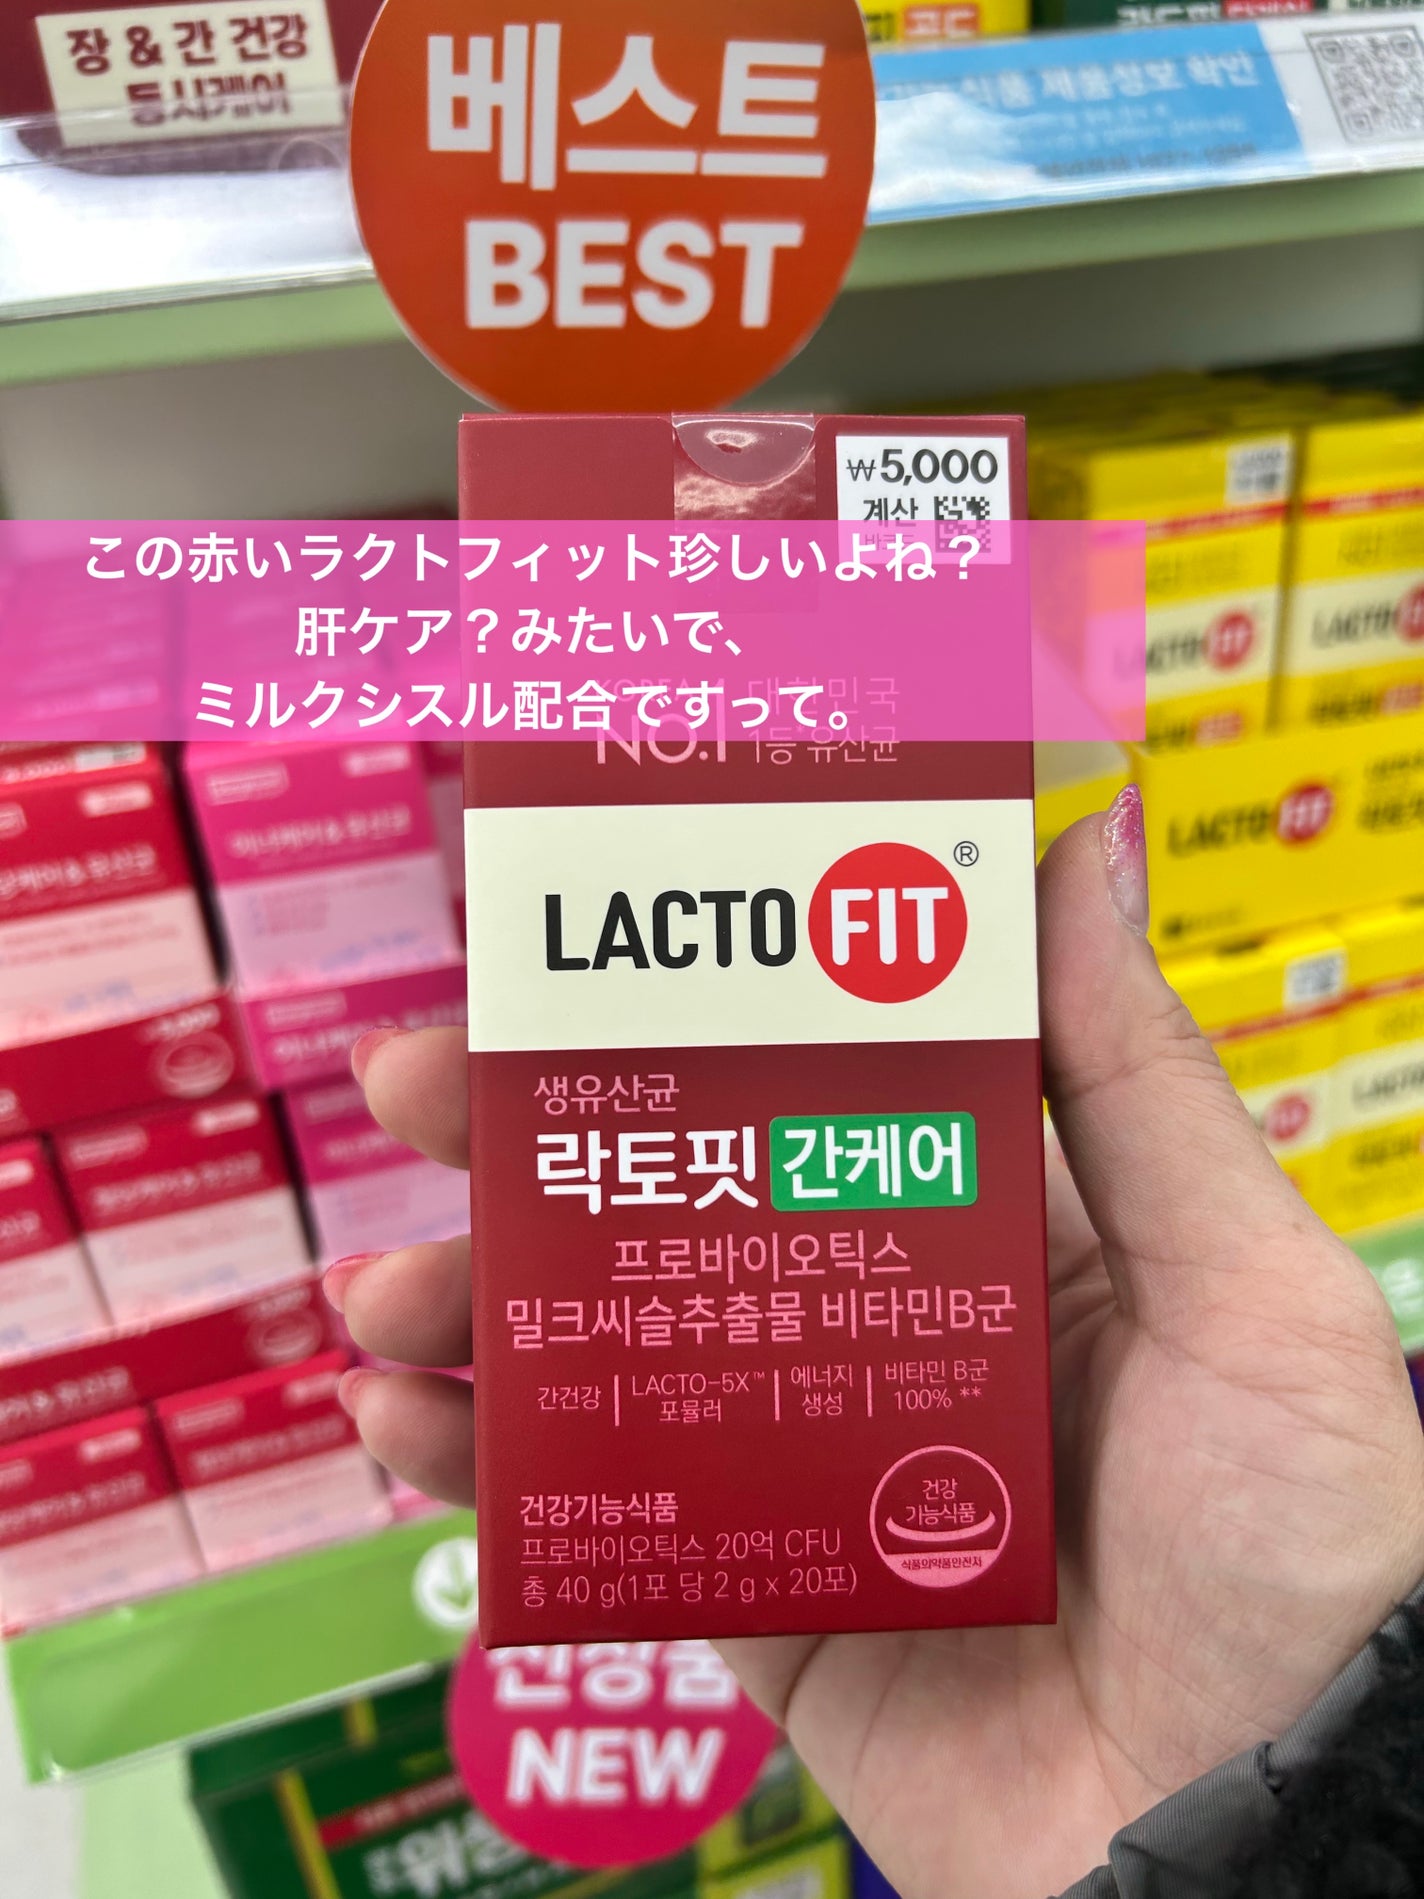 장 & 간 건강
동시케어
베스트
BEST
₩5,000
계산
この赤いラクトフィット珍しいよね？
肝ケア？みたいで、
ミルクシスル配合ですって。
KOREA 대한민국
NO.1 1등* 유산균
LACTO FIT®
생유산균
락토핏 간케어
프로바이오틱스
밀크씨슬추출물 비타민B군
간건강 | LACTO-5X™ 포뮬러 | 에너지 생성 | 비타민 B군 100% **
건강기능식품
프로바이오틱스 20억 CFU
총 40 g(1포 당 2 g x 20포)
건강
기능식품
식품의약품안전처
신상품
NEW
LACTO FIT